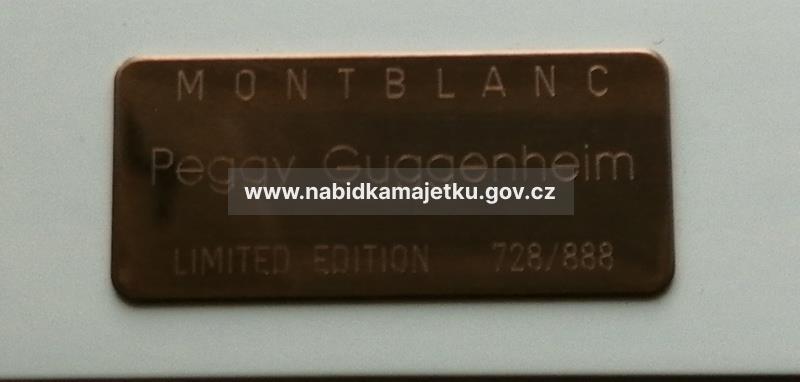 MONTBLANC
Peggy Guggenheim
www.nabidkamajetku.gov.cz
LIMITED EDITION 728/888